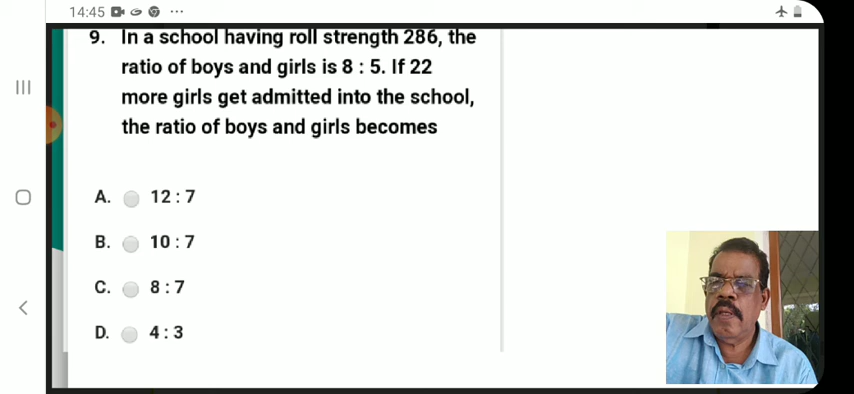 14:45
9. In a school having roll strength 286, the
ratio of boys and girls is 8 : 5. If 22
more girls get admitted into the school,
the ratio of boys and girls becomes
A. 12 : 7
B. 10 : 7
C. 8 : 7
D. 4 : 3